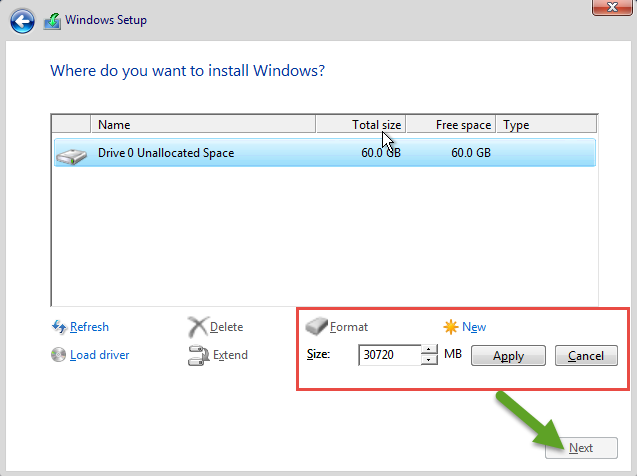 Windows Setup
Where do you want to install Windows?
Name Total size Free space Type
Drive 0 Unallocated Space 60.0 GB 60.0 GB
Refresh Delete Format New
Size: 30720 MB Apply Cancel
Load driver Extend
Next